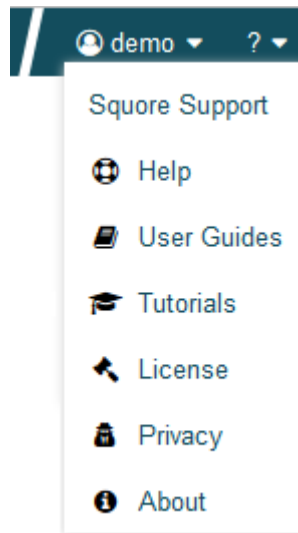 demo ?
Squore Support
Help
User Guides
Tutorials
License
Privacy
About